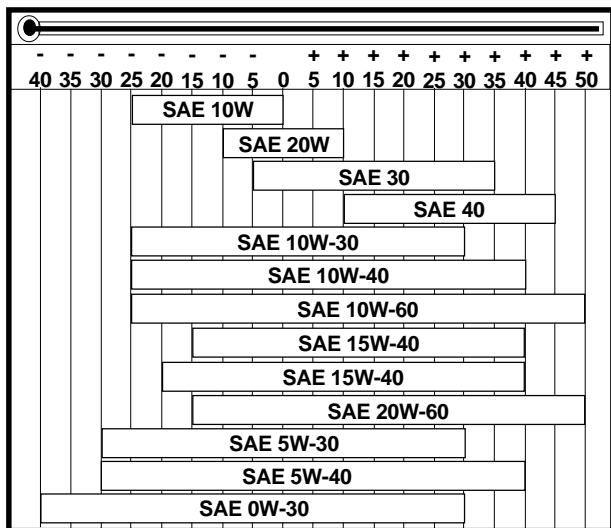 - - - - - - - - + + + + + + + + + +
40 35 30 25 20 15 10 5 0 5 10 15 20 25 30 35 40 45 50
SAE 10W
SAE 20W
SAE 30
SAE 40
SAE 10W-30
SAE 10W-40
SAE 10W-60
SAE 15W-40
SAE 15W-40
SAE 20W-60
SAE 5W-30
SAE 5W-40
SAE 0W-30